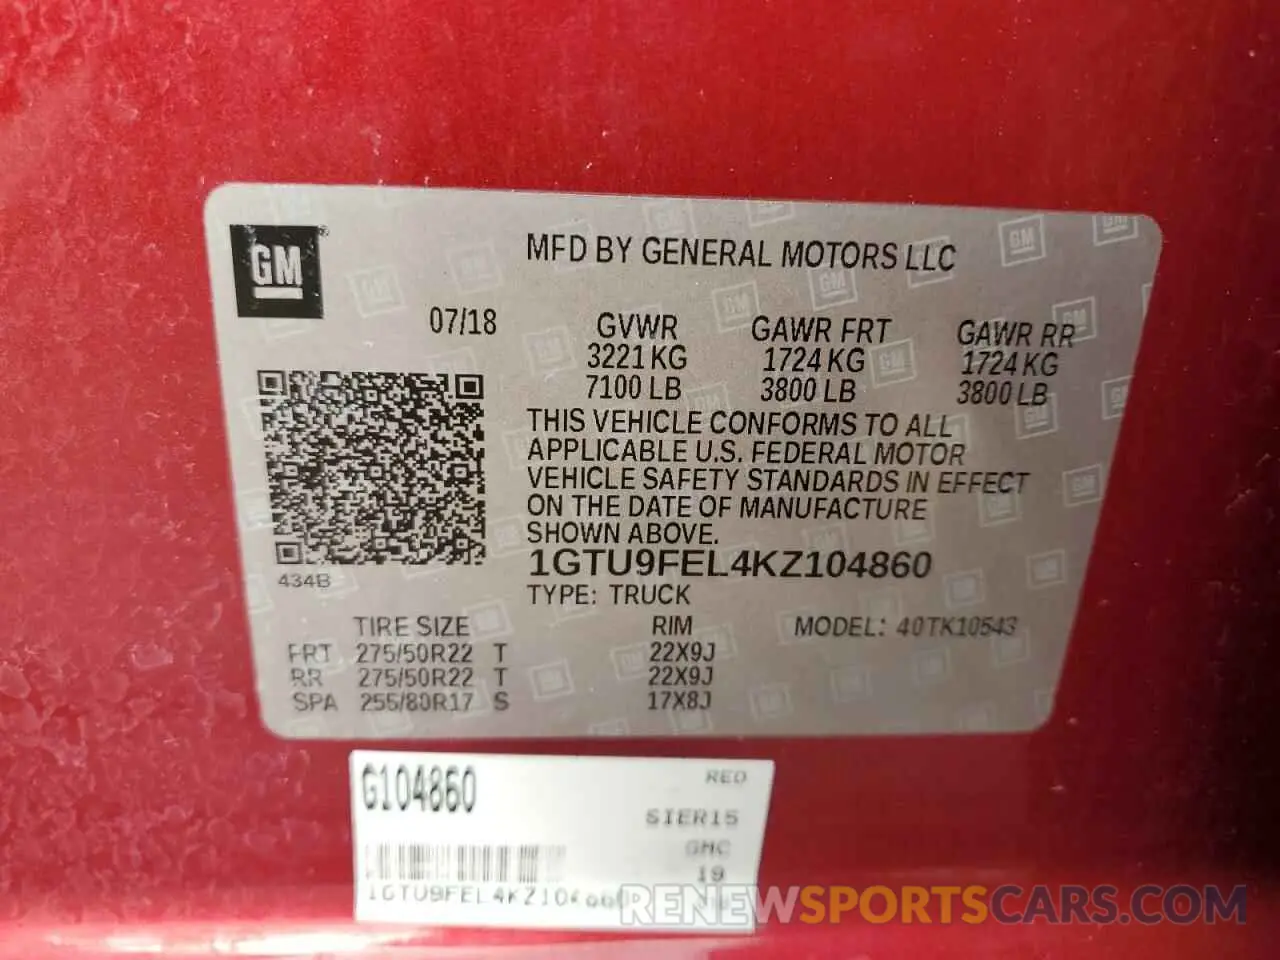 GM
MFD BY GENERAL MOTORS LLC
07/18
GVWR GAWR FRT GAWR RR
3221 KG 1724 KG 1724 KG
7100 LB 3800 LB 3800 LB
THIS VEHICLE CONFORMS TO ALL
APPLICABLE U.S. FEDERAL MOTOR
VEHICLE SAFETY STANDARDS IN EFFECT
ON THE DATE OF MANUFACTURE
SHOWN ABOVE.
1GTU9FEL4KZ104860
434B
TYPE: TRUCK
TIRE SIZE RIM MODEL: 40TK10543
FRT 275/50R22 T 22X9J
RR 275/50R22 T 22X9J
SPA 255/80R17 S 17X8J
G104860 RED
SIER15
GMC
19
1GTU9FEL4KZ104860
RENEWSPORTSCARS.COM